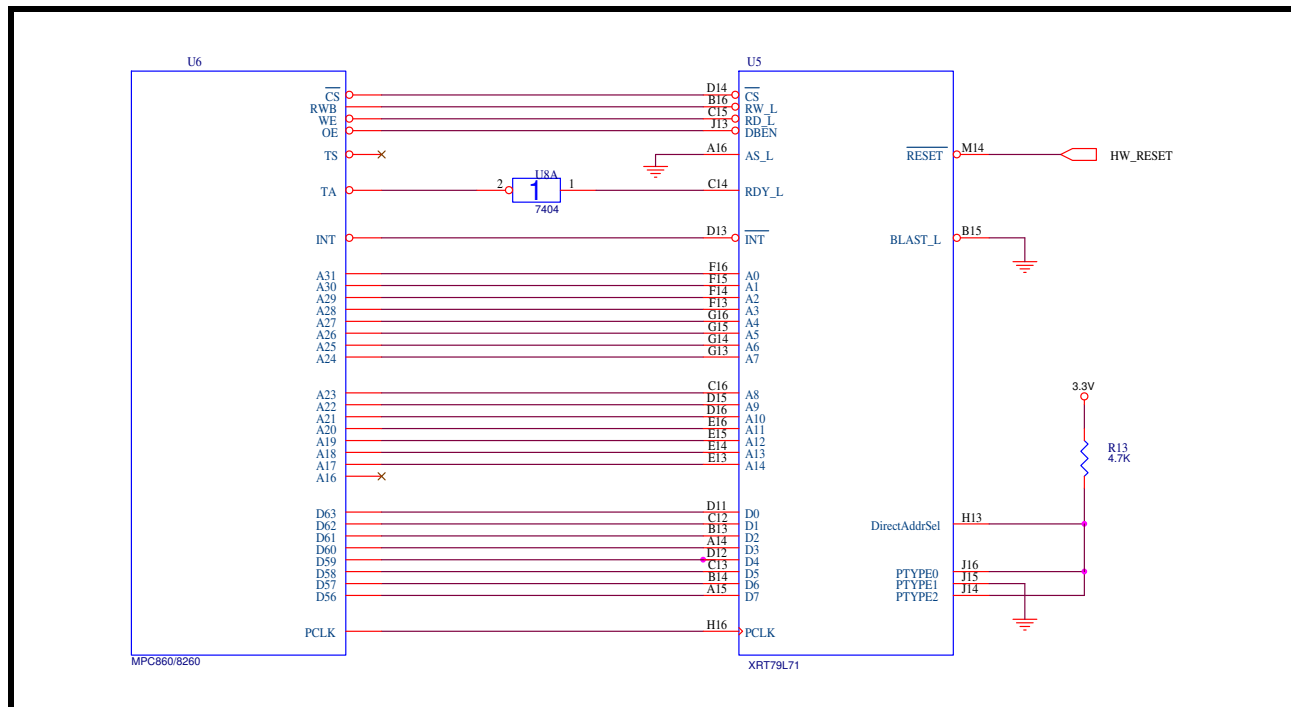 U6 U5
CS D14 CS
RWB B16 RW_L
WE C15 RD_L
OE J13 DBEN
TS A16 AS_L RESET M14 HW_RESET
U8A
TA 2 1 1 C14 RDY_L
7404
INT D13 INT BLAST_L B15
A31 F16 A0
A30 F15 A1
A29 F14 A2
A28 F13 A3
A27 G16 A4
A26 G15 A5
A25 G14 A6
A24 G13 A7
3.3V
A23 C16 A8
A22 D15 A9
A21 D16 A10
A20 E16 A11
A19 E15 A12
A18 E14 A13
A17 E13 A14
A16
R13
4.7K
D63 D11 D0
D62 C12 D1 DirectAddrSel H13
D61 B13 D2
D60 A14 D3
D59 D12 D4
D58 C13 D5 PTYPE0 J16
D57 B14 D6 PTYPE1 J15
D56 A15 D7 PTYPE2 J14
PCLK H16 PCLK
MPC860/8260 XRT79L71